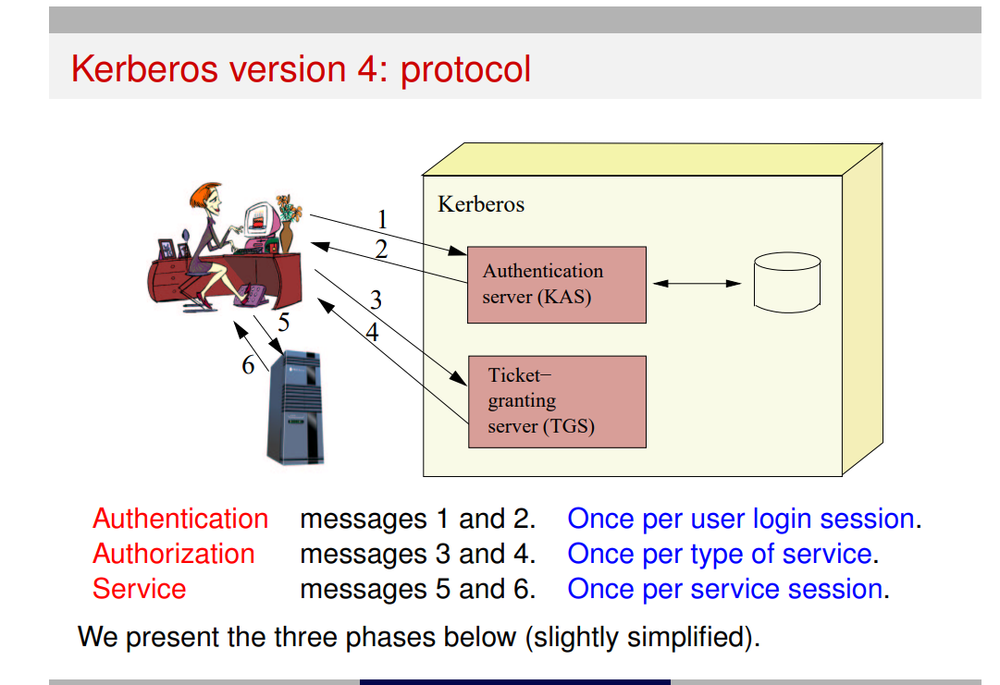 Kerberos version 4: protocol
Kerberos
1
2
Authentication
server (KAS)
3
4
5
6
Ticket−
granting
server (TGS)
Authentication messages 1 and 2. Once per user login session.
Authorization messages 3 and 4. Once per type of service.
Service messages 5 and 6. Once per service session.
We present the three phases below (slightly simplified).